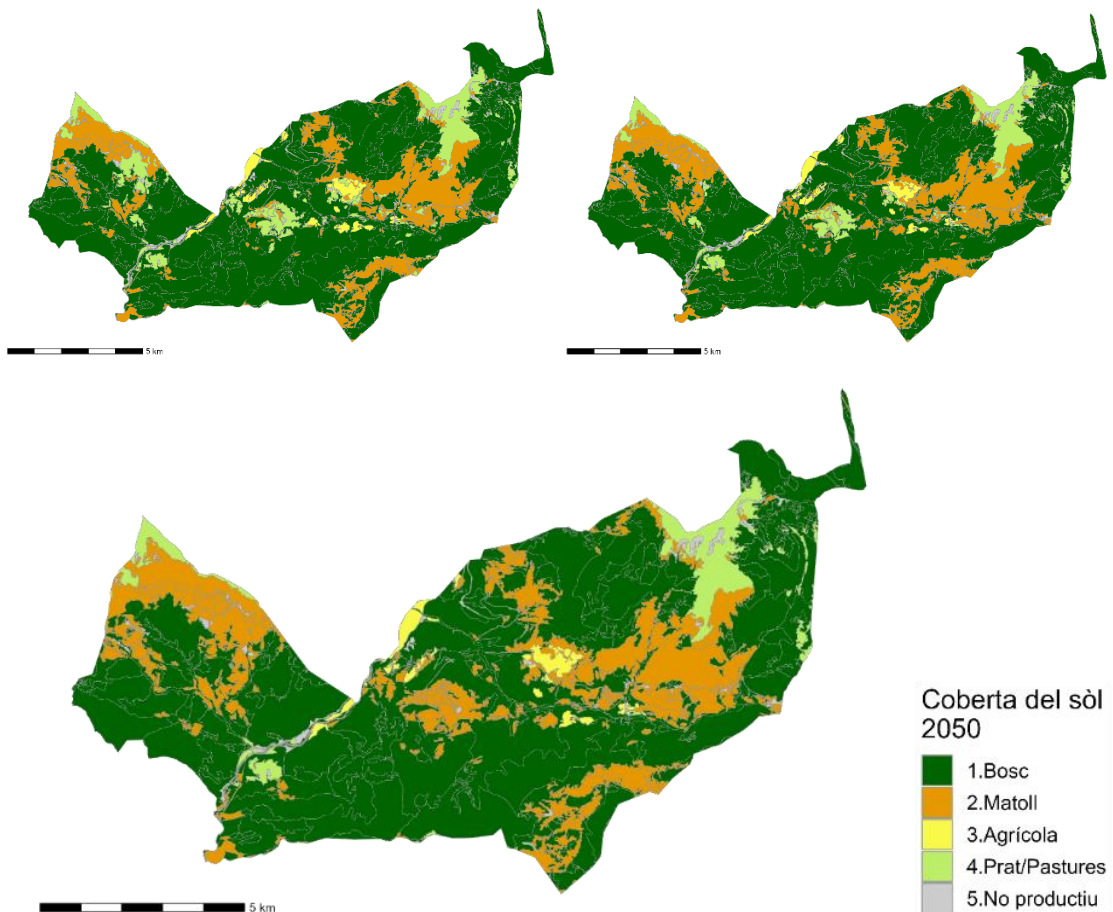 5 km
5 km
Coberta del sòl
2050
1.Bosc
2.Matoll
3.Agrícola
4.Prat/Pastures
5.No productiu
5 km